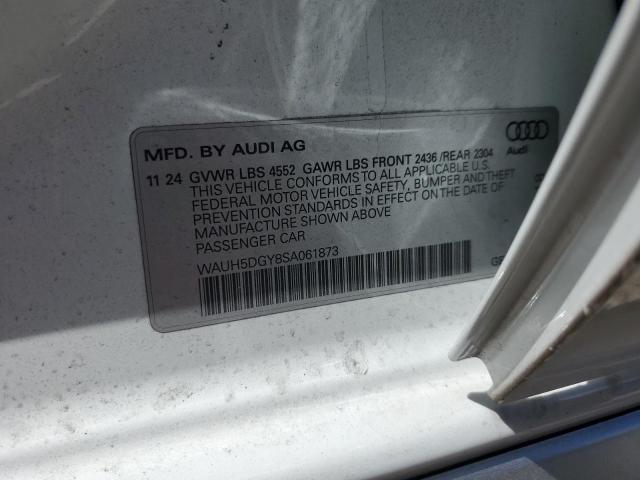 MFD. BY AUDI AG
Audi
11 24 GVWR LBS 4552 GAWR LBS FRONT 2436 /REAR 2304
THIS VEHICLE CONFORMS TO ALL APPLICABLE U.S.
FEDERAL MOTOR VEHICLE SAFETY, BUMPER AND THEFT
PREVENTION STANDARDS IN EFFECT ON THE DATE OF
MANUFACTURE SHOWN ABOVE
PASSENGER CAR
WAUH5DGY8SA061873